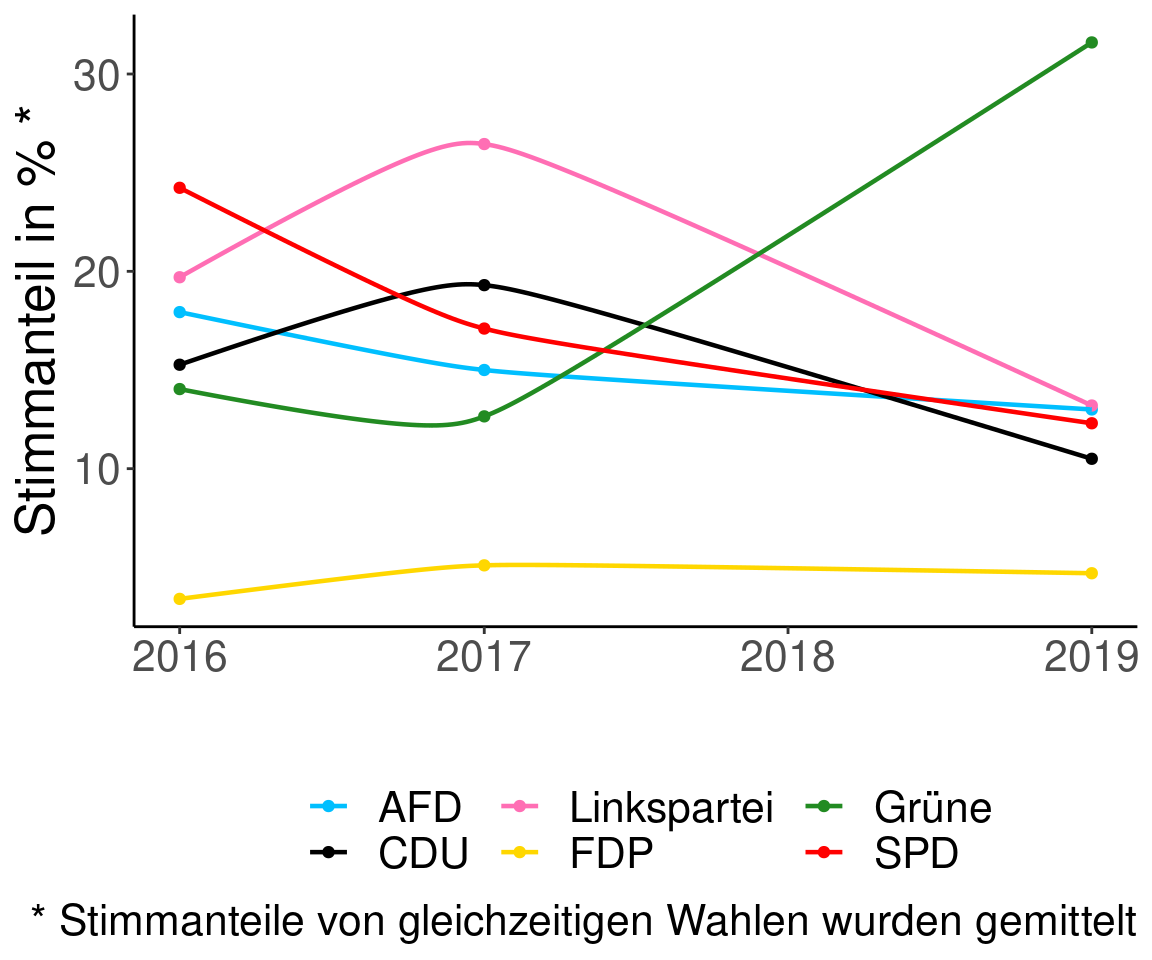 Stimmanteil in % *
30
20
10
2016 2017 2018 2019
AFD Linkspartei Grüne
CDU FDP SPD
* Stimmanteile von gleichzeitigen Wahlen wurden gemittelt